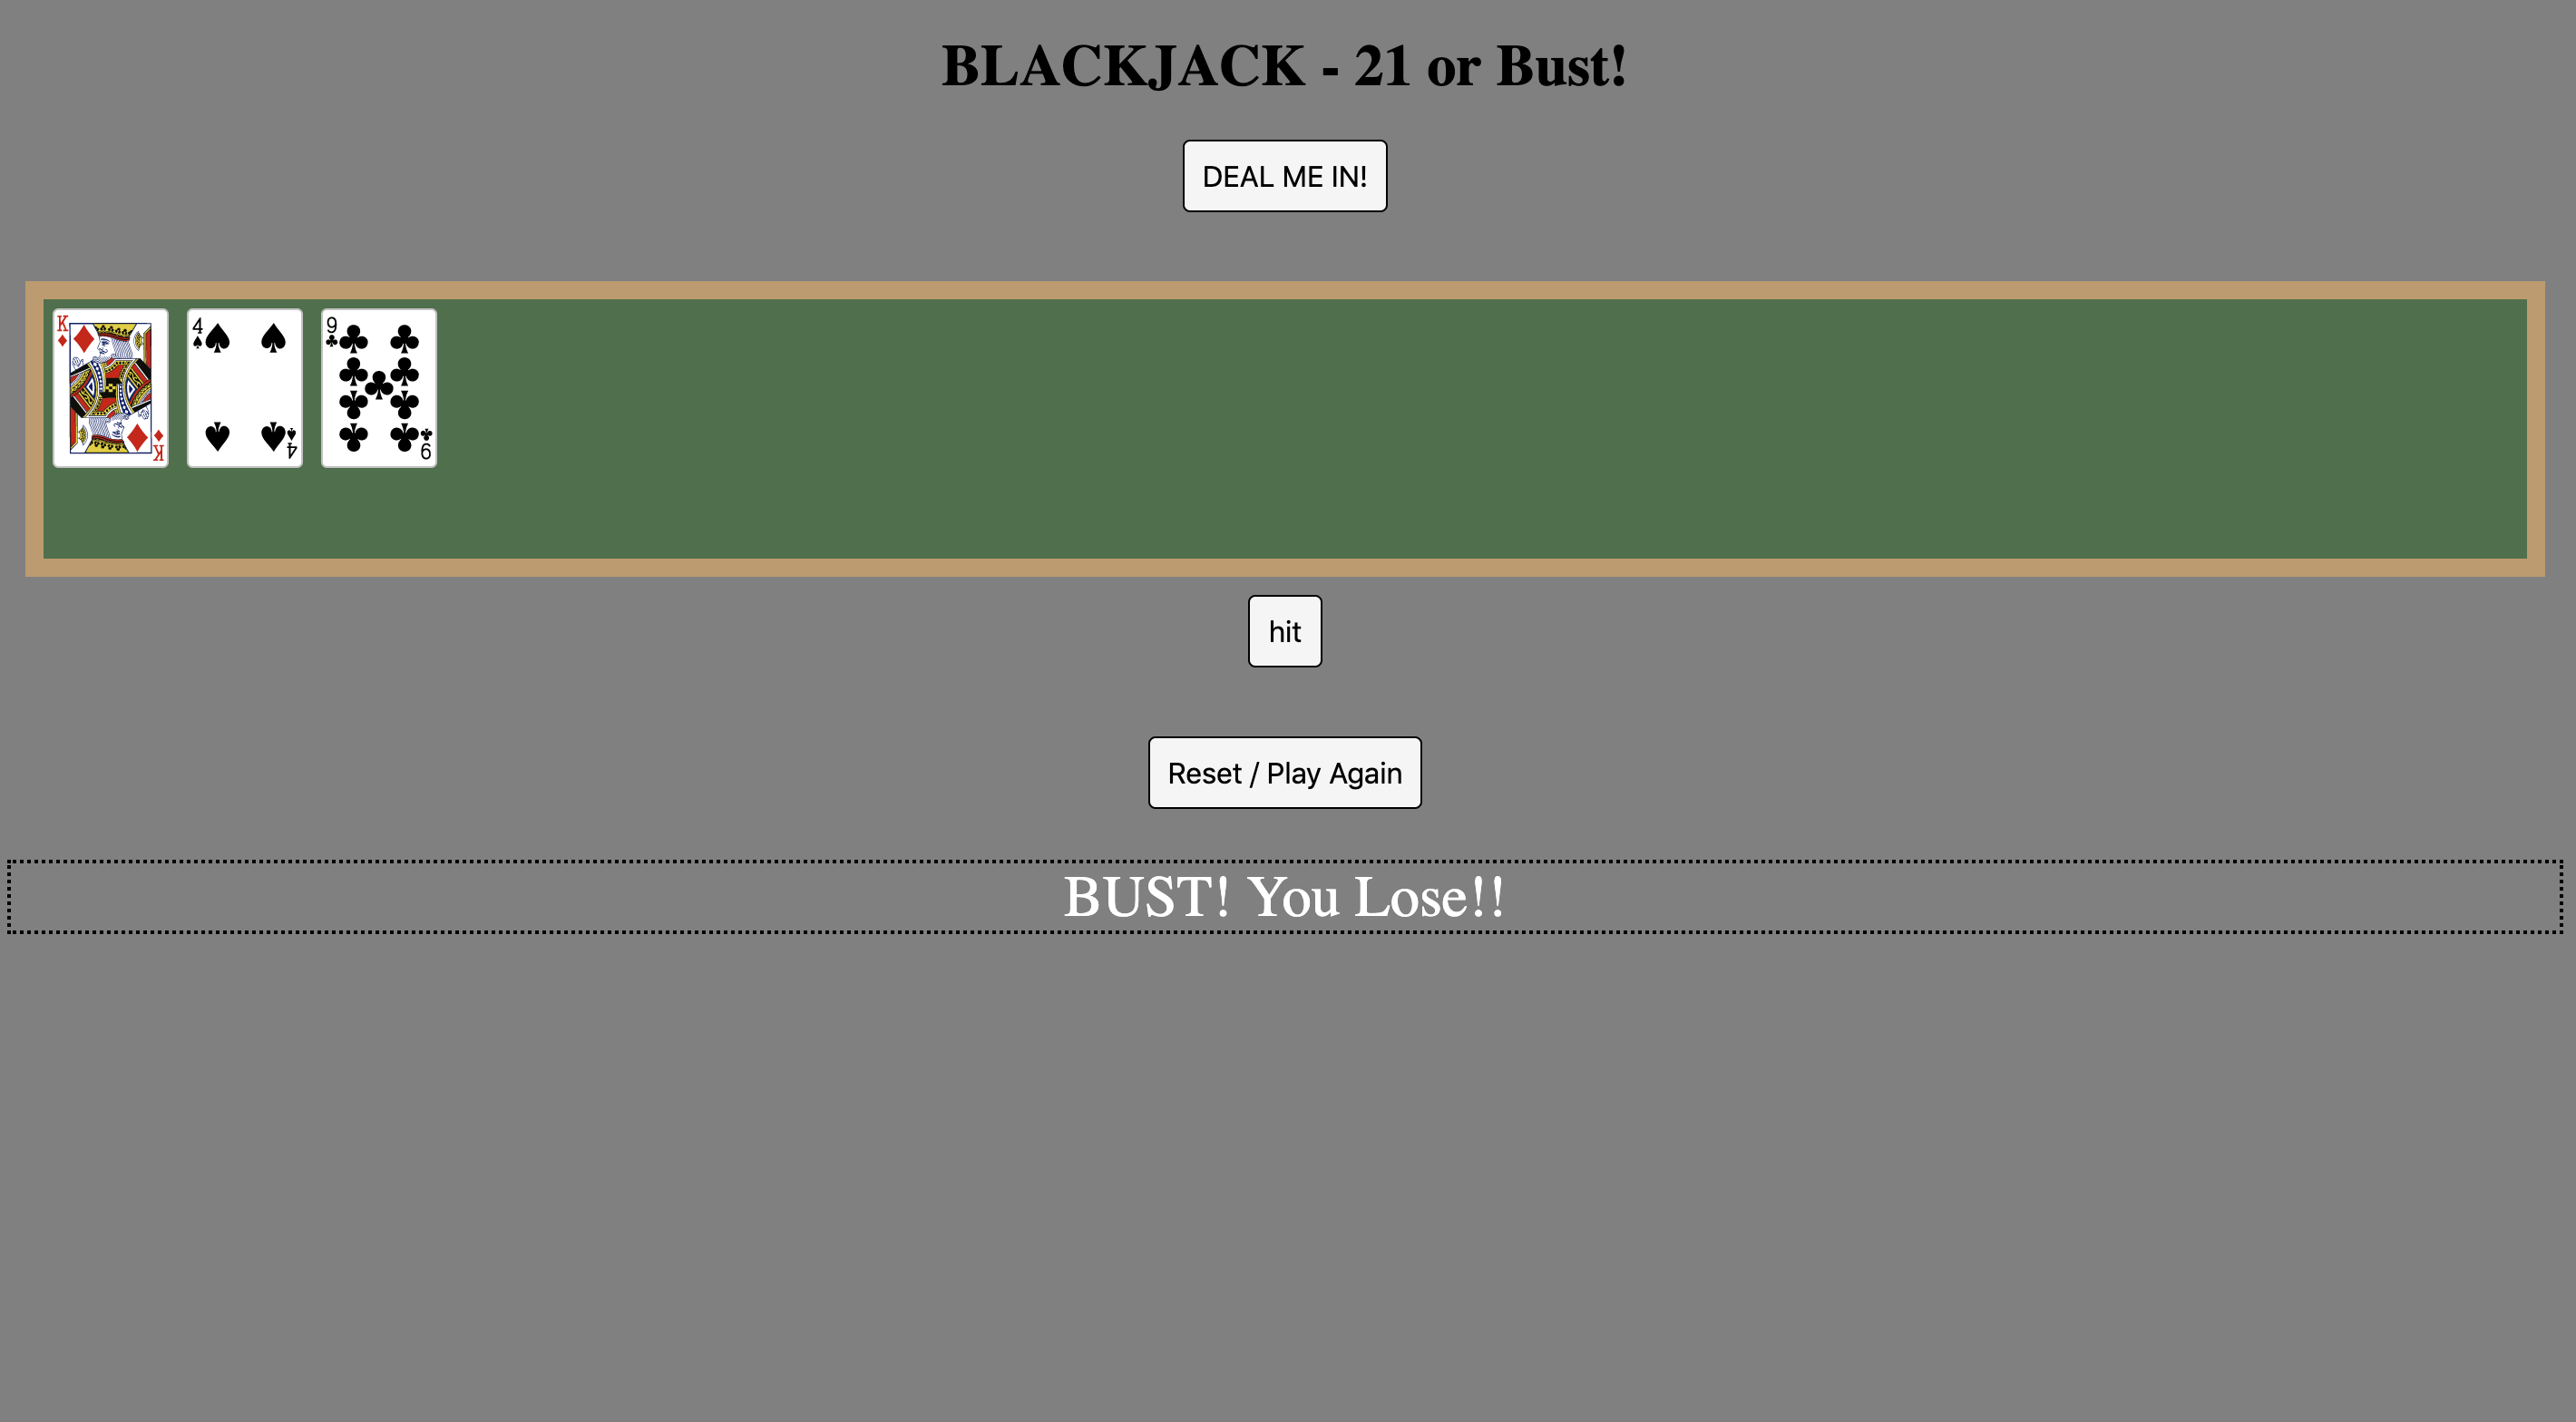 BLACKJACK - 21 or Bust!
DEAL ME IN!
K 4 9
K 4 9
hit
Reset / Play Again
BUST! You Lose!!